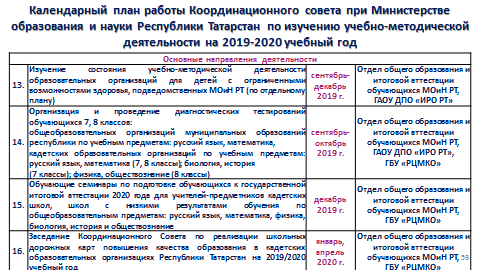 Календарный план работы Координационного совета при Министерстве
образования и науки Республики Татарстан по изучению учебно-методической
деятельности на 2019-2020 учебный год
Основные направления деятельности
13.
Изучение состояния учебно-методической деятельности
образовательных организаций для детей с ограниченными
возможностями здоровья, подведомственных МОиН РТ (по отдельному
плану)
сентябрь-
декабрь
2019 г.
Отдел общего образования и
итоговой аттестации
обучающихся МОиН РТ,
ГАОУ ДПО «ИРО РТ»
14.
Организация и проведение диагностических тестирований
обучающихся 7, 8 классов:
общеобразовательных организаций муниципальных образований
республики по учебным предметам: русский язык, математика,
кадетских образовательных организаций по учебным предметам:
русский язык, математика (7, 8 классы); биология, история
(7 классы); физика, обществознание (8 классы)
сентябрь-
октябрь
2019 г.
Отдел общего образования и
итоговой аттестации
обучающихся МОиН РТ,
ГАОУ ДПО «ИРО РТ»,
ГБУ «РЦМКО»
15.
Обучающие семинары по подготовке обучающихся к государственной
итоговой аттестации 2020 года для учителей-предметников кадетских
школ, школ с низкими результатами обучения по
общеобразовательным предметам: русский язык, математика, физика,
биология, история и обществознание
декабрь
2019 г.
Отдел общего образования и
итоговой аттестации
обучающихся МОиН РТ,
ГБУ «РЦМКО»
16.
Заседание Координационного Совета по реализации школьных
дорожных карт повышения качества образования в кадетских
образовательных организациях Республики Татарстан на 2019/2020
учебный год
январь,
апрель
2020 г.
Отдел общего образования и
итоговой аттестации
обучающихся МОиН РТ, 59
ГБУ «РЦМКО»